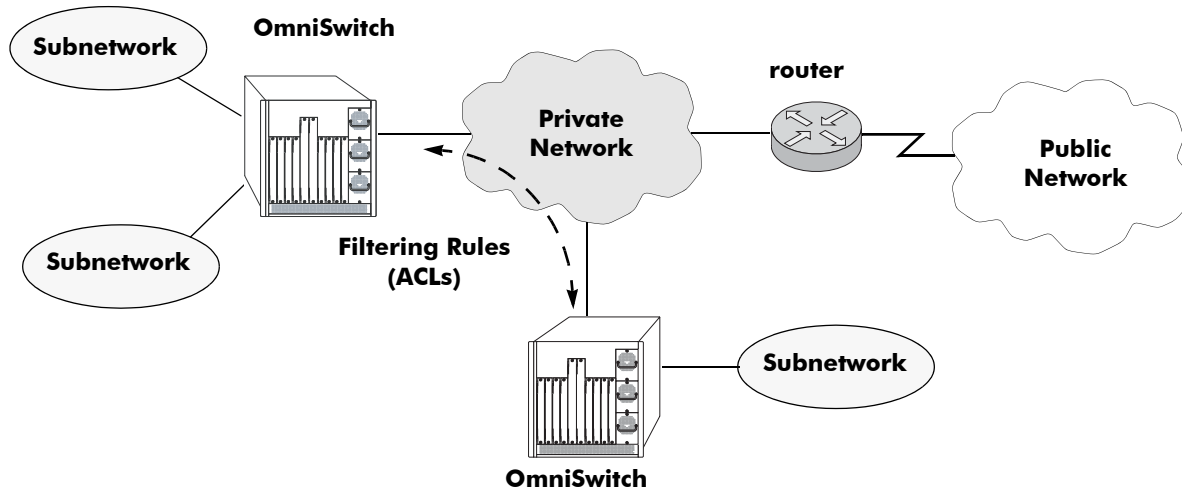 OmniSwitch
Subnetwork
router
Private
Network
Public
Network
Filtering Rules
(ACLs)
Subnetwork
Subnetwork
OmniSwitch